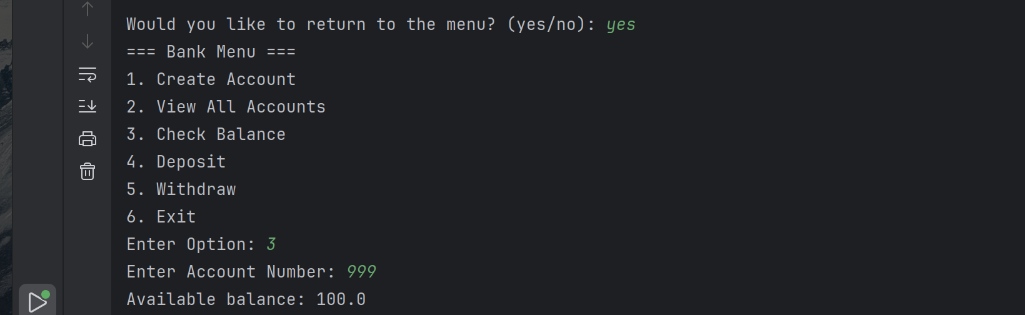 Would you like to return to the menu? (yes/no): yes
=== Bank Menu ===
1. Create Account
2. View All Accounts
3. Check Balance
4. Deposit
5. Withdraw
6. Exit
Enter Option: 3
Enter Account Number: 999
Available balance: 100.0